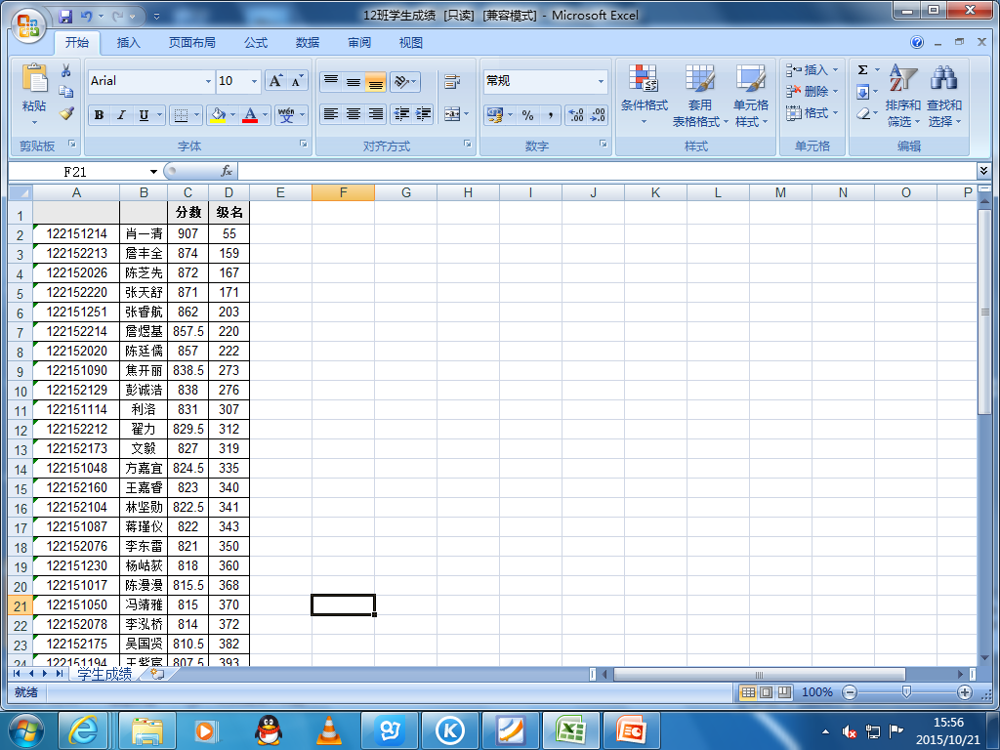 12班学生成绩 [只读] [兼容模式] - Microsoft Excel
开始 插入 页面布局 公式 数据 审阅 视图
Arial 10 常规
粘贴
B I U
条件格式 套用表格格式 单元格样式
插入
删除
格式
排序和筛选 查找和选择
剪贴板 字体 对齐方式 数字 样式 单元格 编辑
F21 fx
A B C D E F G H I J K L M N O P
1 分数 级名
2 122151214 肖一清 907 55
3 122152213 詹丰全 874 159
4 122152026 陈芝先 872 167
5 122152220 张天舒 871 171
6 122151251 张睿航 862 203
7 122152214 詹煜基 857.5 220
8 122152020 陈廷儒 857 222
9 122151090 焦开丽 838.5 273
10 122152129 彭诚浩 838 276
11 122151114 利洛 831 307
12 122152212 翟力 829.5 312
13 122152173 文毅 827 319
14 122151048 方嘉宜 824.5 335
15 122152160 王嘉睿 823 340
16 122152104 林坚勋 822.5 341
17 122151087 蒋瑾仪 822 343
18 122152076 李东雷 821 350
19 122151230 杨岵荻 818 360
20 122151017 陈漫漫 815.5 368
21 122151050 冯靖雅 815 370
22 122152078 李泓桥 814 372
23 122152175 吴国贤 810.5 382
24 122151194 王紫宸 807.5 393
学生成绩
就绪 100%
15:56
2015/10/21